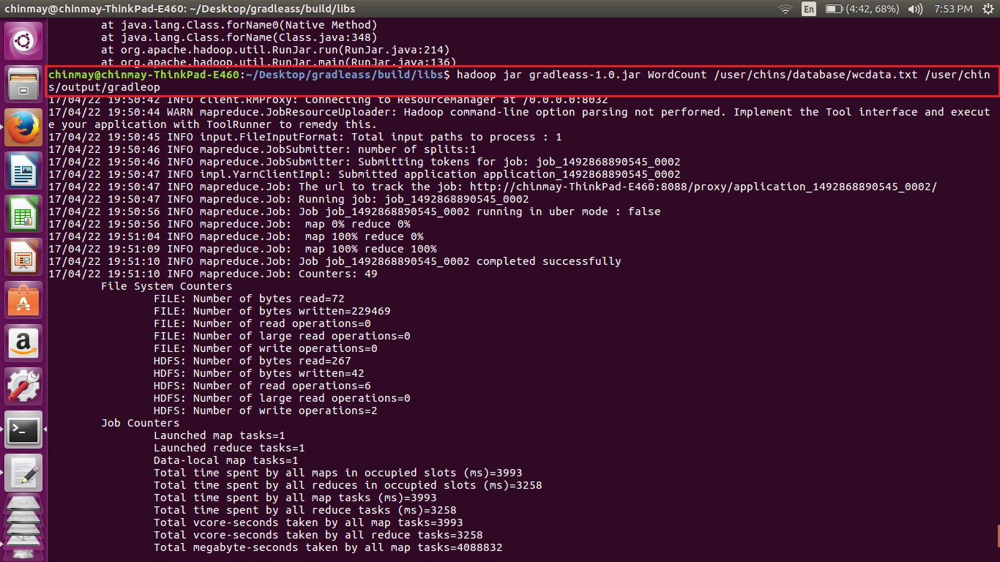 chinmay@chinmay-ThinkPad-E460: ~/Desktop/gradleass/build/libs
En
(4:42, 68%)
7:53 PM
at java.lang.Class.forName0(Native Method)
at java.lang.Class.forName(Class.java:348)
at org.apache.hadoop.util.RunJar.run(RunJar.java:214)
at org.apache.hadoop.util.RunJar.main(RunJar.java:136)
chinmay@chinmay-ThinkPad-E460:~/Desktop/gradleass/build/libs$ hadoop jar gradleass-1.0.jar WordCount /user/chins/database/wcdata.txt /user/chin
s/output/gradleop
17/04/22 19:50:42 INFO client.RMProxy: Connecting to ResourceManager at /0.0.0.0:8032
17/04/22 19:50:44 WARN mapreduce.JobResourceUploader: Hadoop command-line option parsing not performed. Implement the Tool interface and execut
e your application with ToolRunner to remedy this.
17/04/22 19:50:45 INFO input.FileInputFormat: Total input paths to process : 1
17/04/22 19:50:46 INFO mapreduce.JobSubmitter: number of splits:1
17/04/22 19:50:46 INFO mapreduce.JobSubmitter: Submitting tokens for job: job_1492868890545_0002
17/04/22 19:50:47 INFO impl.YarnClientImpl: Submitted application application_1492868890545_0002
17/04/22 19:50:47 INFO mapreduce.Job: The url to track the job: http://chinmay-ThinkPad-E460:8088/proxy/application_1492868890545_0002/
17/04/22 19:50:47 INFO mapreduce.Job: Running job: job_1492868890545_0002
17/04/22 19:50:56 INFO mapreduce.Job: Job job_1492868890545_0002 running in uber mode : false
17/04/22 19:50:56 INFO mapreduce.Job:  map 0% reduce 0%
17/04/22 19:51:04 INFO mapreduce.Job:  map 100% reduce 0%
17/04/22 19:51:09 INFO mapreduce.Job:  map 100% reduce 100%
17/04/22 19:51:10 INFO mapreduce.Job: Job job_1492868890545_0002 completed successfully
17/04/22 19:51:10 INFO mapreduce.Job: Counters: 49
File System Counters
FILE: Number of bytes read=72
FILE: Number of bytes written=229469
FILE: Number of read operations=0
FILE: Number of large read operations=0
FILE: Number of write operations=0
HDFS: Number of bytes read=267
HDFS: Number of bytes written=42
HDFS: Number of read operations=6
HDFS: Number of large read operations=0
HDFS: Number of write operations=2
Job Counters
Launched map tasks=1
Launched reduce tasks=1
Data-local map tasks=1
Total time spent by all maps in occupied slots (ms)=3993
Total time spent by all reduces in occupied slots (ms)=3258
Total time spent by all map tasks (ms)=3993
Total time spent by all reduce tasks (ms)=3258
Total vcore-seconds taken by all map tasks=3993
Total vcore-seconds taken by all reduce tasks=3258
Total megabyte-seconds taken by all map tasks=4088832